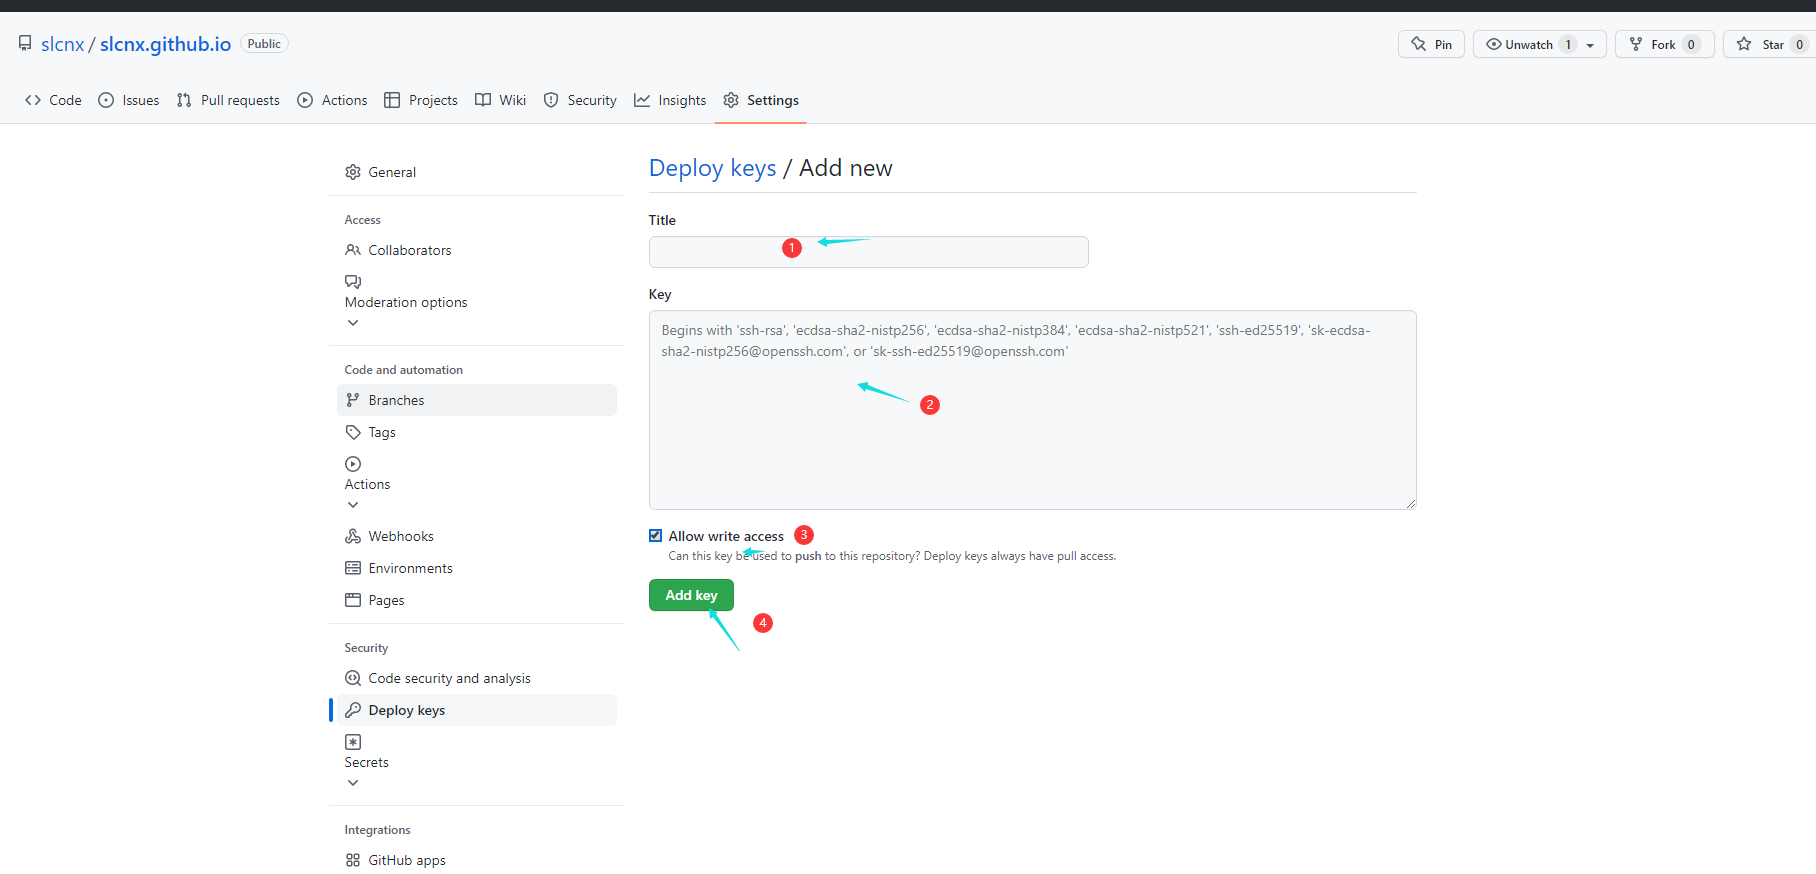 slcnx / slcnx.github.io Public
Pin Unwatch 1 Fork 0 Star 0
Code Issues Pull requests Actions Projects Wiki Security Insights Settings
General
Access
Collaborators
Moderation options
Code and automation
Branches
Tags
Actions
Webhooks
Environments
Pages
Security
Code security and analysis
Deploy keys
Secrets
Integrations
GitHub apps
Deploy keys / Add new
Title
1
Key
Begins with 'ssh-rsa', 'ecdsa-sha2-nistp256', 'ecdsa-sha2-nistp384', 'ecdsa-sha2-nistp521', 'ssh-ed25519', 'sk-ecdsa-
sha2-nistp256@openssh.com', or 'sk-ssh-ed25519@openssh.com'
2
Allow write access 3
Can this key be used to push to this repository? Deploy keys always have pull access.
Add key
4